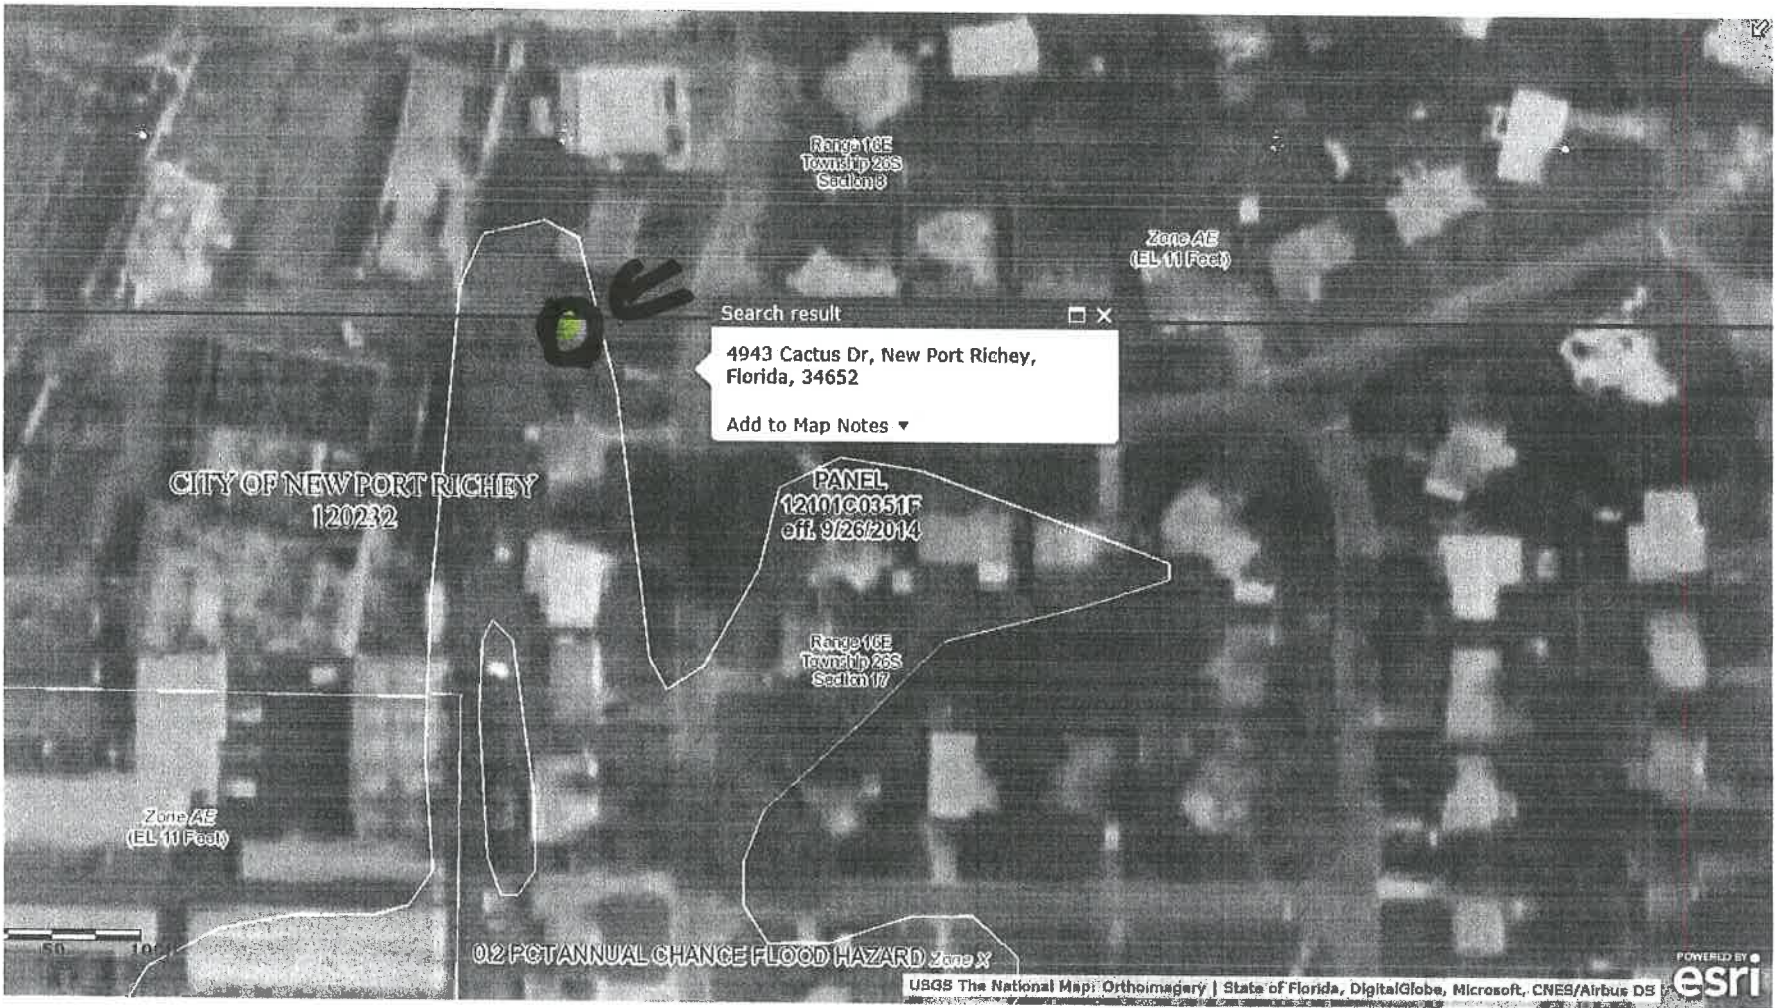 Range 16E
Township 26S
Section 8
Zone AE
(EL 11 Feet)
Search result
4943 Cactus Dr, New Port Richey,
Florida, 34652
Add to Map Notes ▼
CITY OF NEW PORT RICHEY
120232
PANEL
12101C0351F
eff. 9/26/2014
Range 16E
Township 26S
Section 17
Zone AE
(EL 11 Feet)
50
0.2 PCT ANNUAL CHANCE FLOOD HAZARD Zone X
POWERED BY
esri
USGS The National Map: Orthoimagery | State of Florida, DigitalGlobe, Microsoft, CNES/Airbus DS